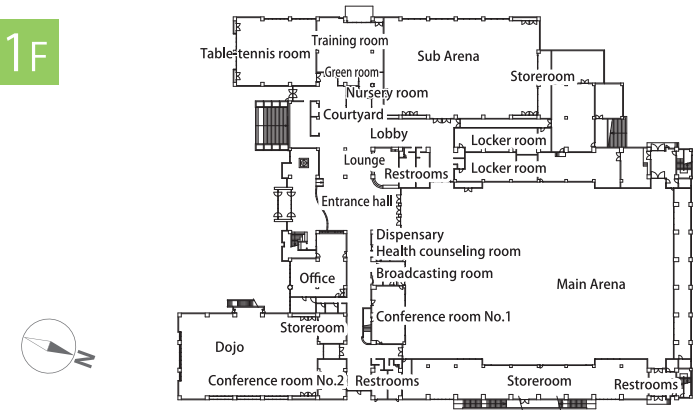 1F
Training room
Table-tennis room
Sub Arena
Green room
Storeroom
Nursery room
Courtyard
Lobby
Locker room
Lounge
Locker room
Restrooms
Entrance hall
Dispensary
Health counseling room
Office
Broadcasting room
Main Arena
Conference room No.1
Storeroom
Dojo
N
Conference room No.2
Restrooms
Storeroom
Restrooms